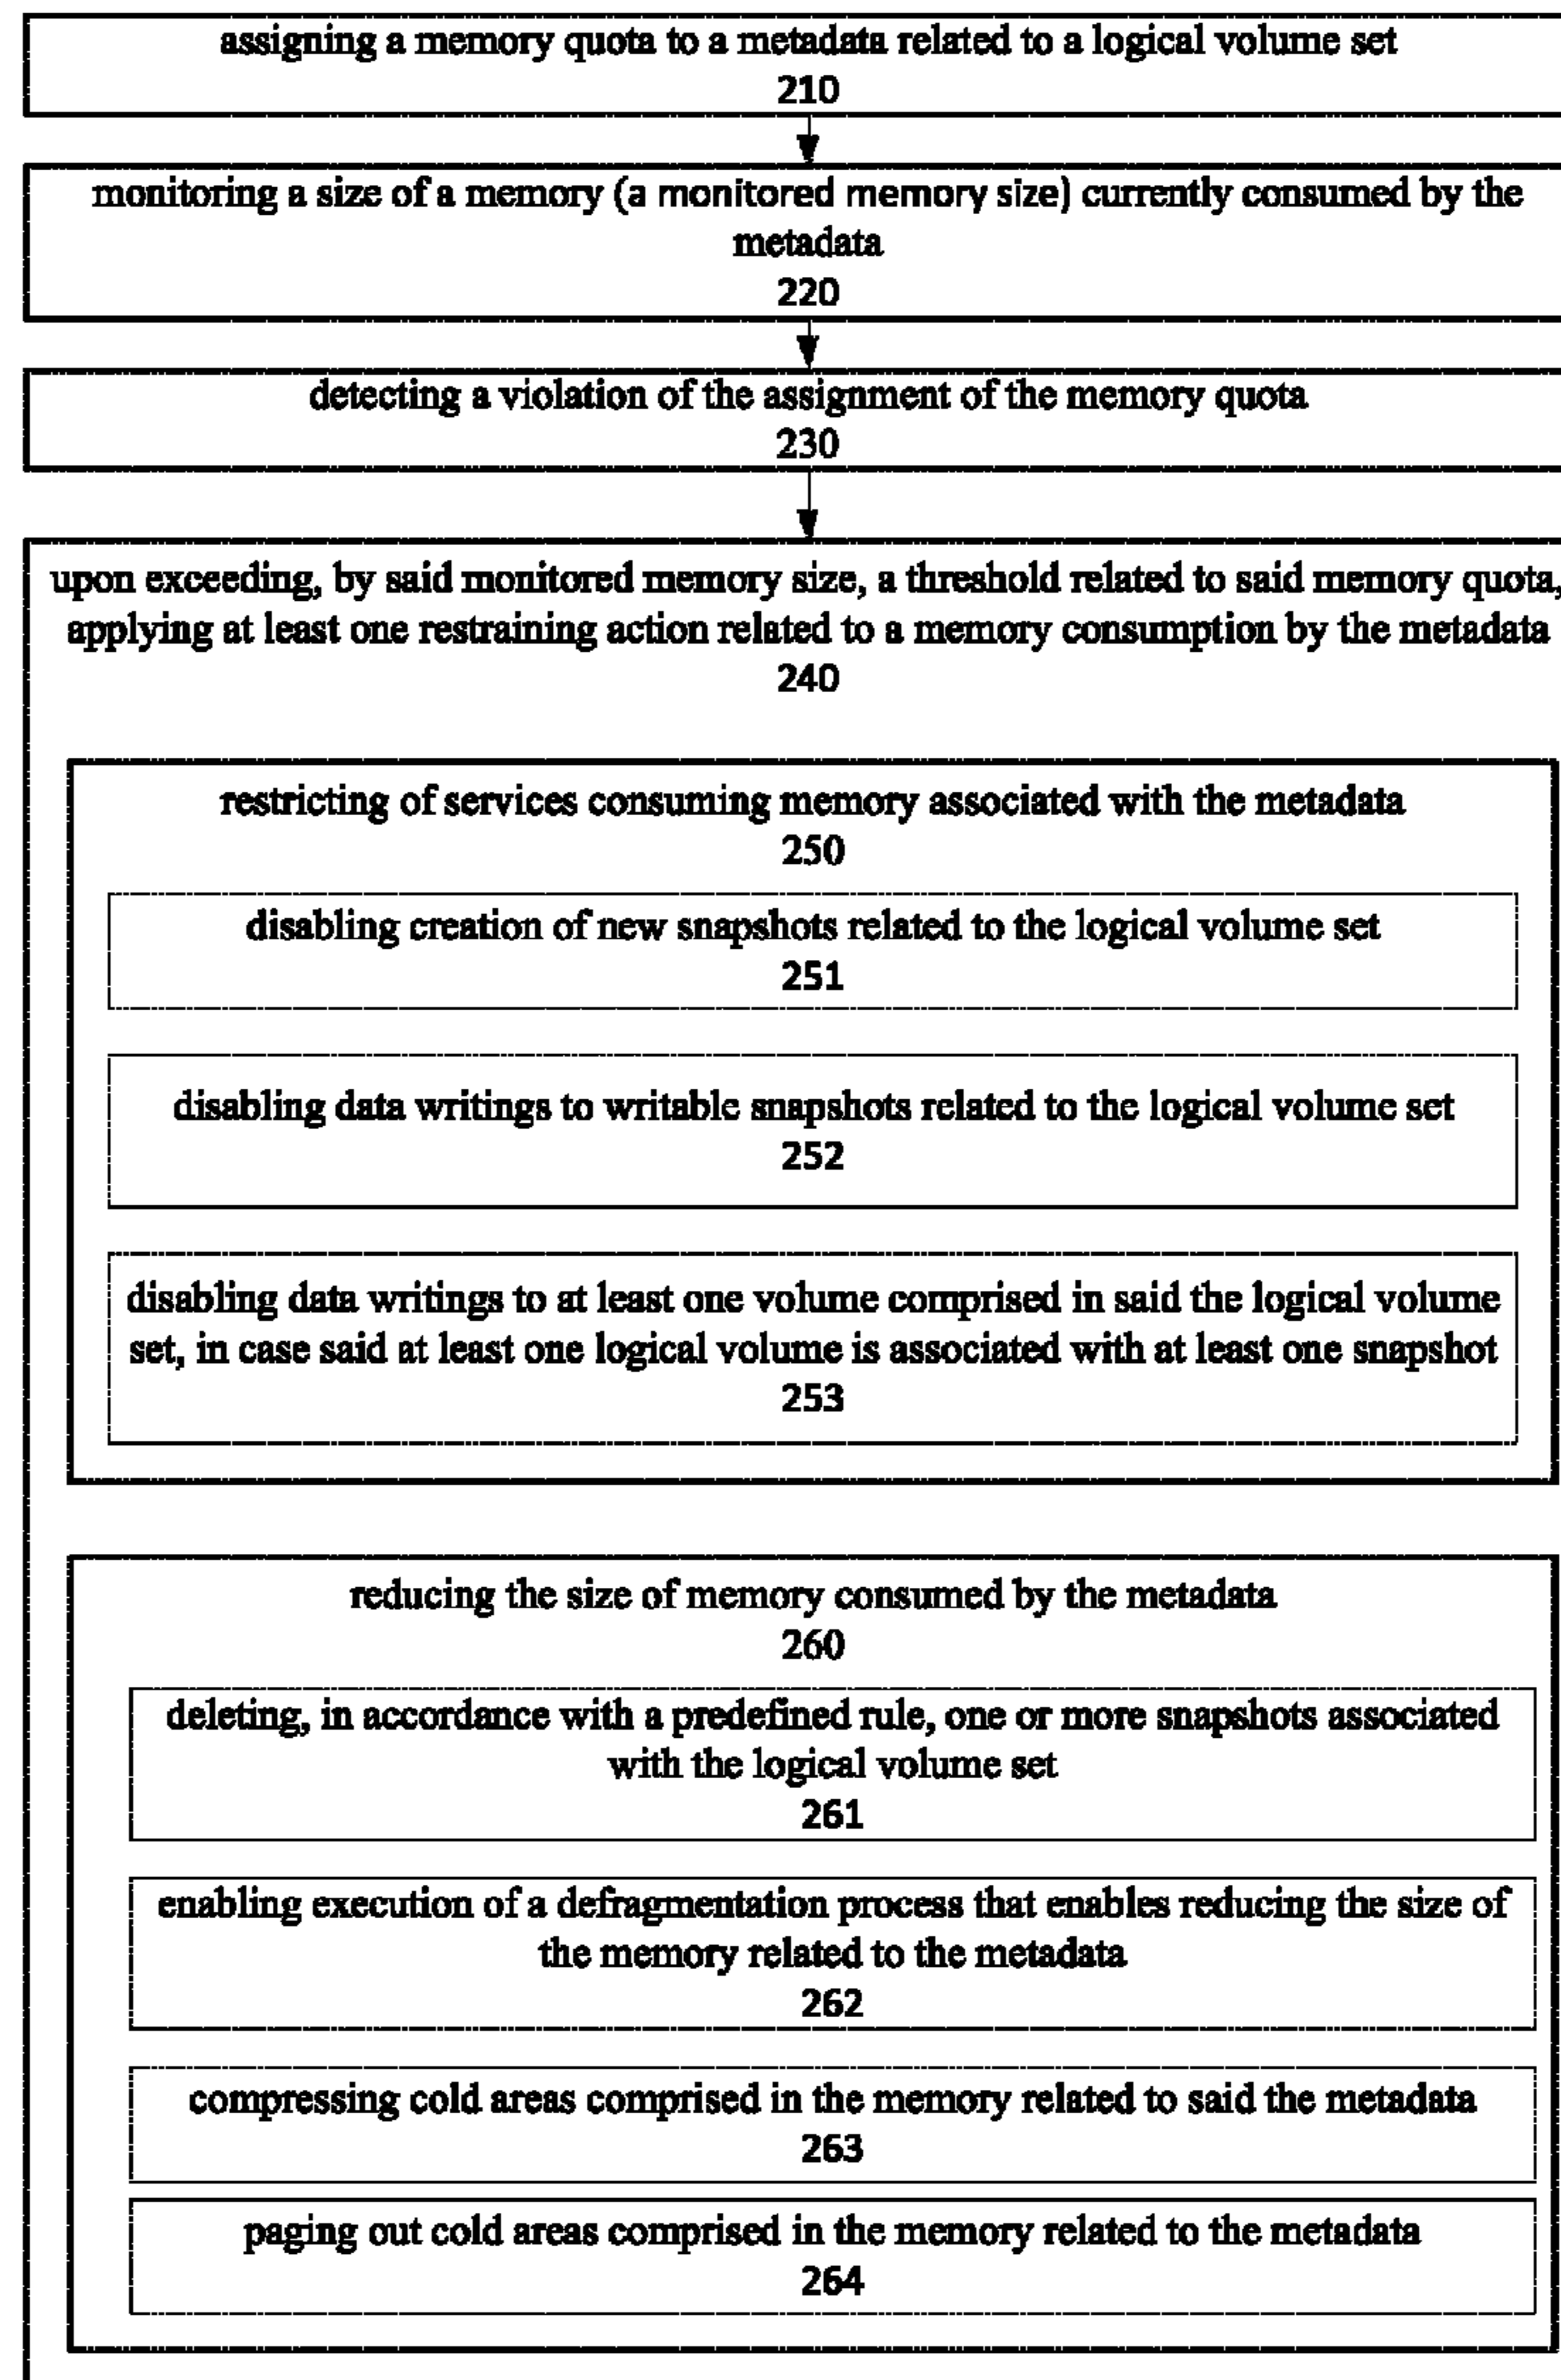 assigning a memory quota to a metadata related to a logical volume set
210
monitoring a size of a memory (a monitored memory size) currently consumed by the
metadata
220
detecting a violation of the assignment of the memory quota
230
upon exceeding, by said monitored memory size, a threshold related to said memory quota,
applying at least one restraining action related to a memory consumption by the metadata
240
restricting of services consuming memory associated with the metadata
250
disabling creation of new snapshots related to the logical volume set
251
disabling data writings to writable snapshots related to the logical volume set
252
disabling data writings to at least one volume comprised in said the logical volume
set, in case said at least one logical volume is associated with at least one snapshot
253
reducing the size of memory consumed by the metadata
260
deleting, in accordance with a predefined rule, one or more snapshots associated
with the logical volume set
261
enabling execution of a defragmentation process that enables reducing the size of
the memory related to the metadata
262
compressing cold areas comprised in the memory related to said the metadata
263
paging out cold areas comprised in the memory related to the metadata
264